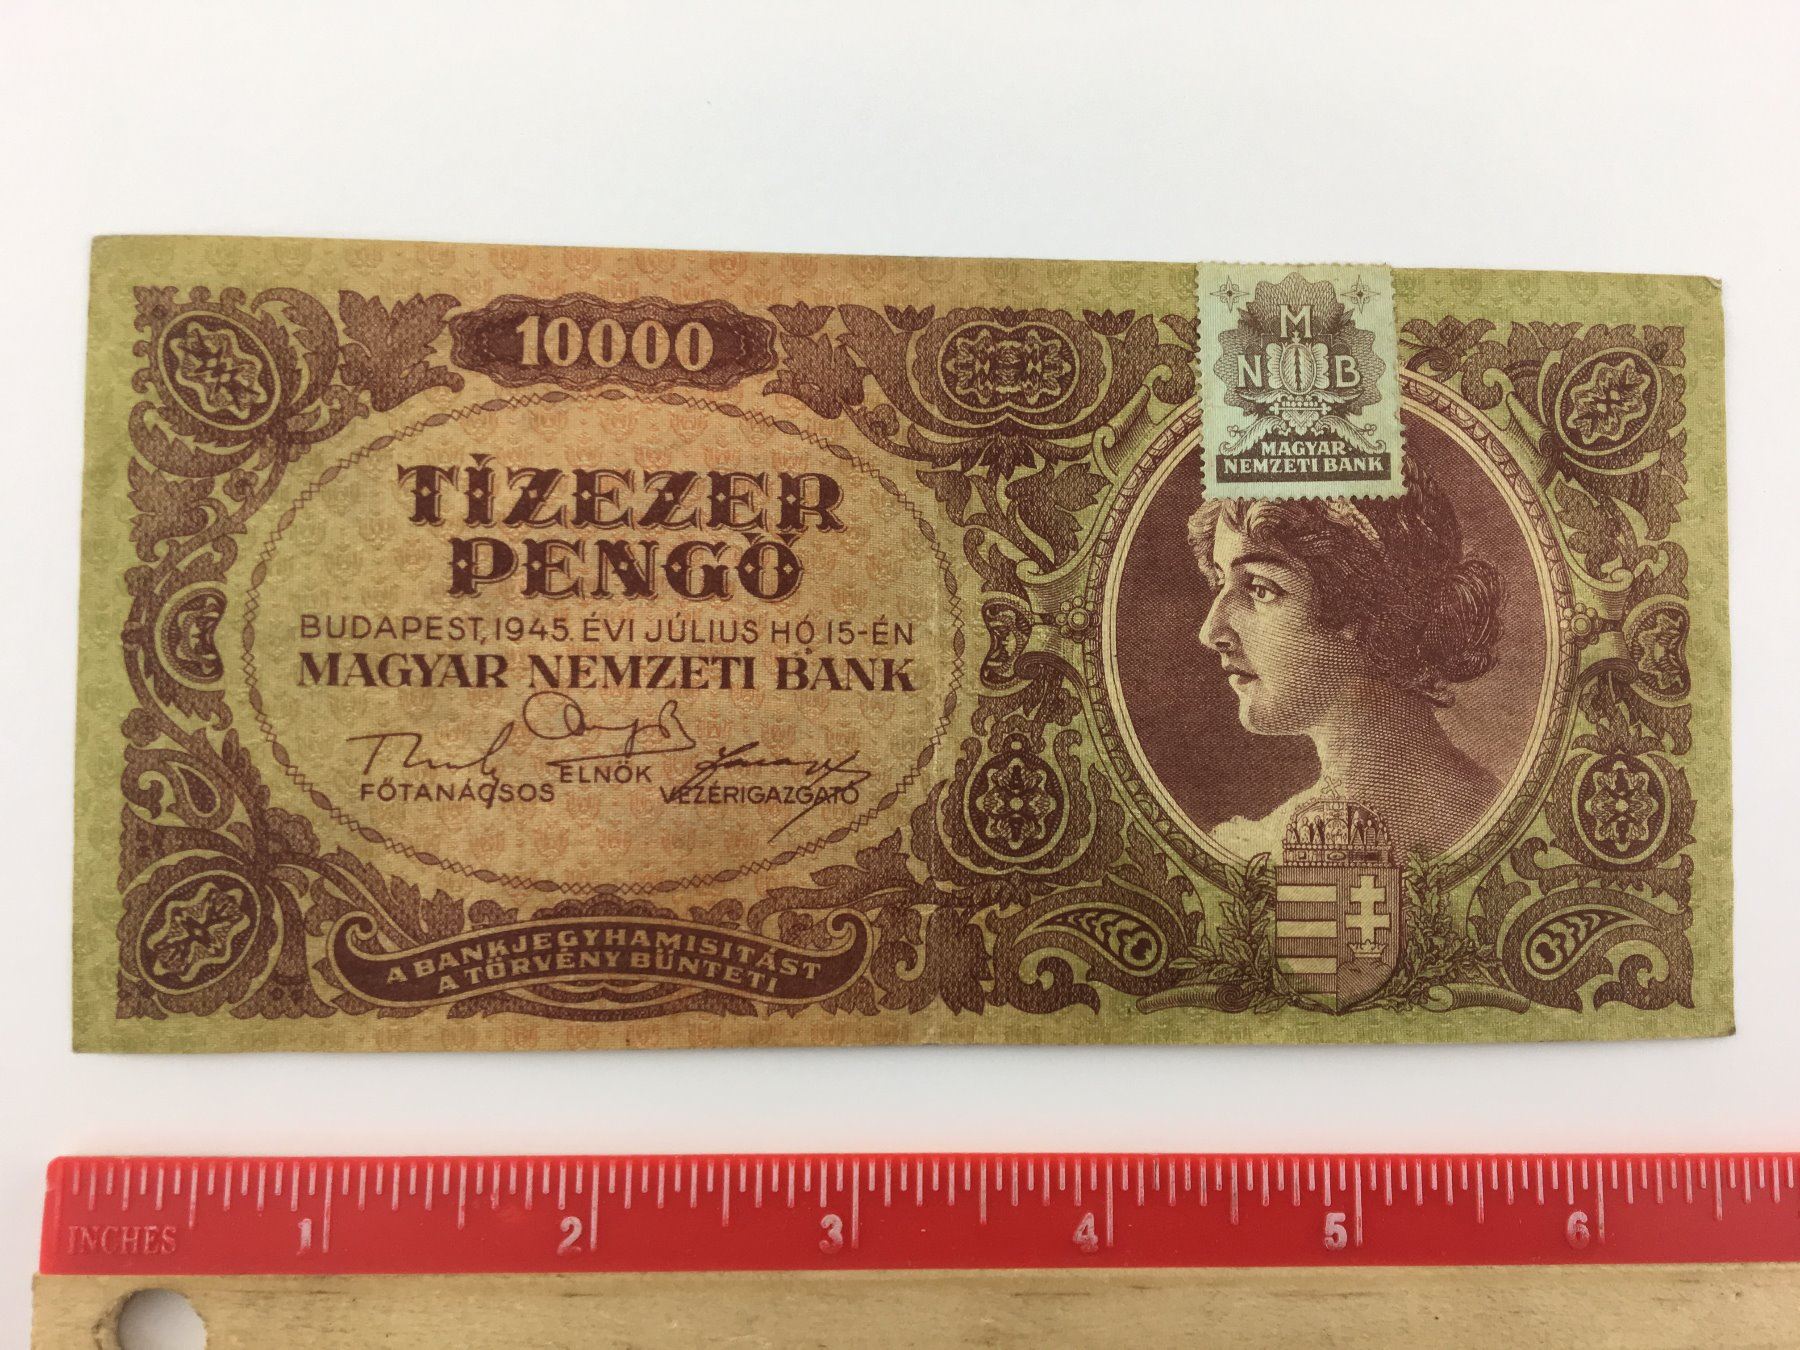 10000
M
N B
MAGYAR
NEMZETI BANK
TÍZEZER
PENGŐ
BUDAPEST, 1945. ÉVI JÚLIUS HÓ 15-ÉN
MAGYAR NEMZETI BANK
FŐTANÁCSOS
ELNÖK
VEZÉRIGAZGATÓ
A BANKJEGYHAMISITÁST
A TÖRVÉNY BÜNTETI
INCHES 1 2 3 4 5 6